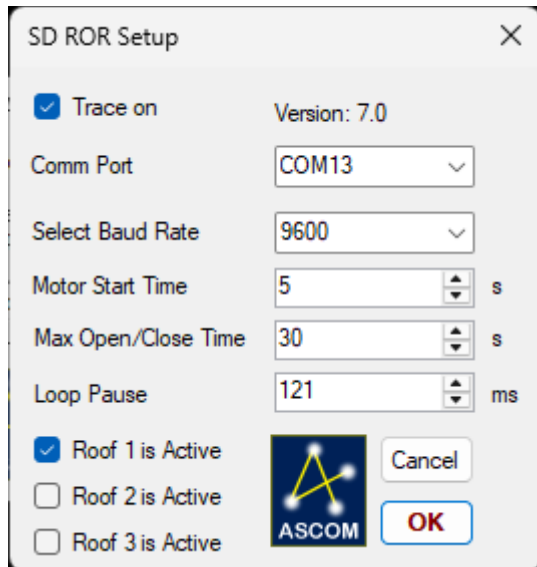 SD ROR Setup
Trace on
Version: 7.0
Comm Port
COM13
Select Baud Rate
9600
Motor Start Time
5
s
Max Open/Close Time
30
s
Loop Pause
121
ms
Roof 1 is Active
Roof 2 is Active
Roof 3 is Active
ASCOM
Cancel
OK